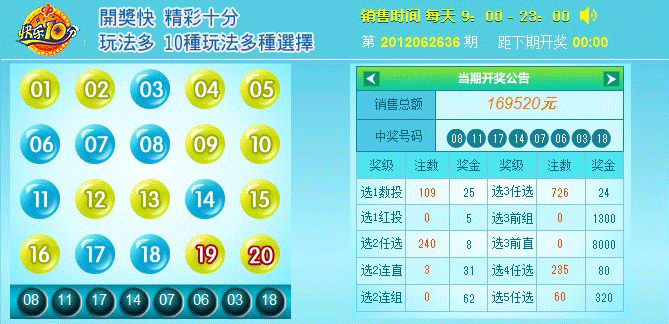 快乐10分
開獎快 精彩十分
玩法多 10種玩法多種選擇
销售时间 每天 9:00 - 23:00
第 2012062636 期 距下期开奖 00:00
01 02 03 04 05
06 07 08 09 10
11 12 13 14 15
16 17 18 19 20
08 11 17 14 07 06 03 18
当期开奖公告
销售总额 169520元
中奖号码 08 11 17 14 07 06 03 18
奖级 注数 奖金 奖级 注数 奖金
选1数投 109 25 选3任选 726 24
选1红投 0 5 选3前组 0 1300
选2任选 240 8 选3前直 0 8000
选2连直 3 31 选4任选 235 80
选2连组 0 62 选5任选 60 320